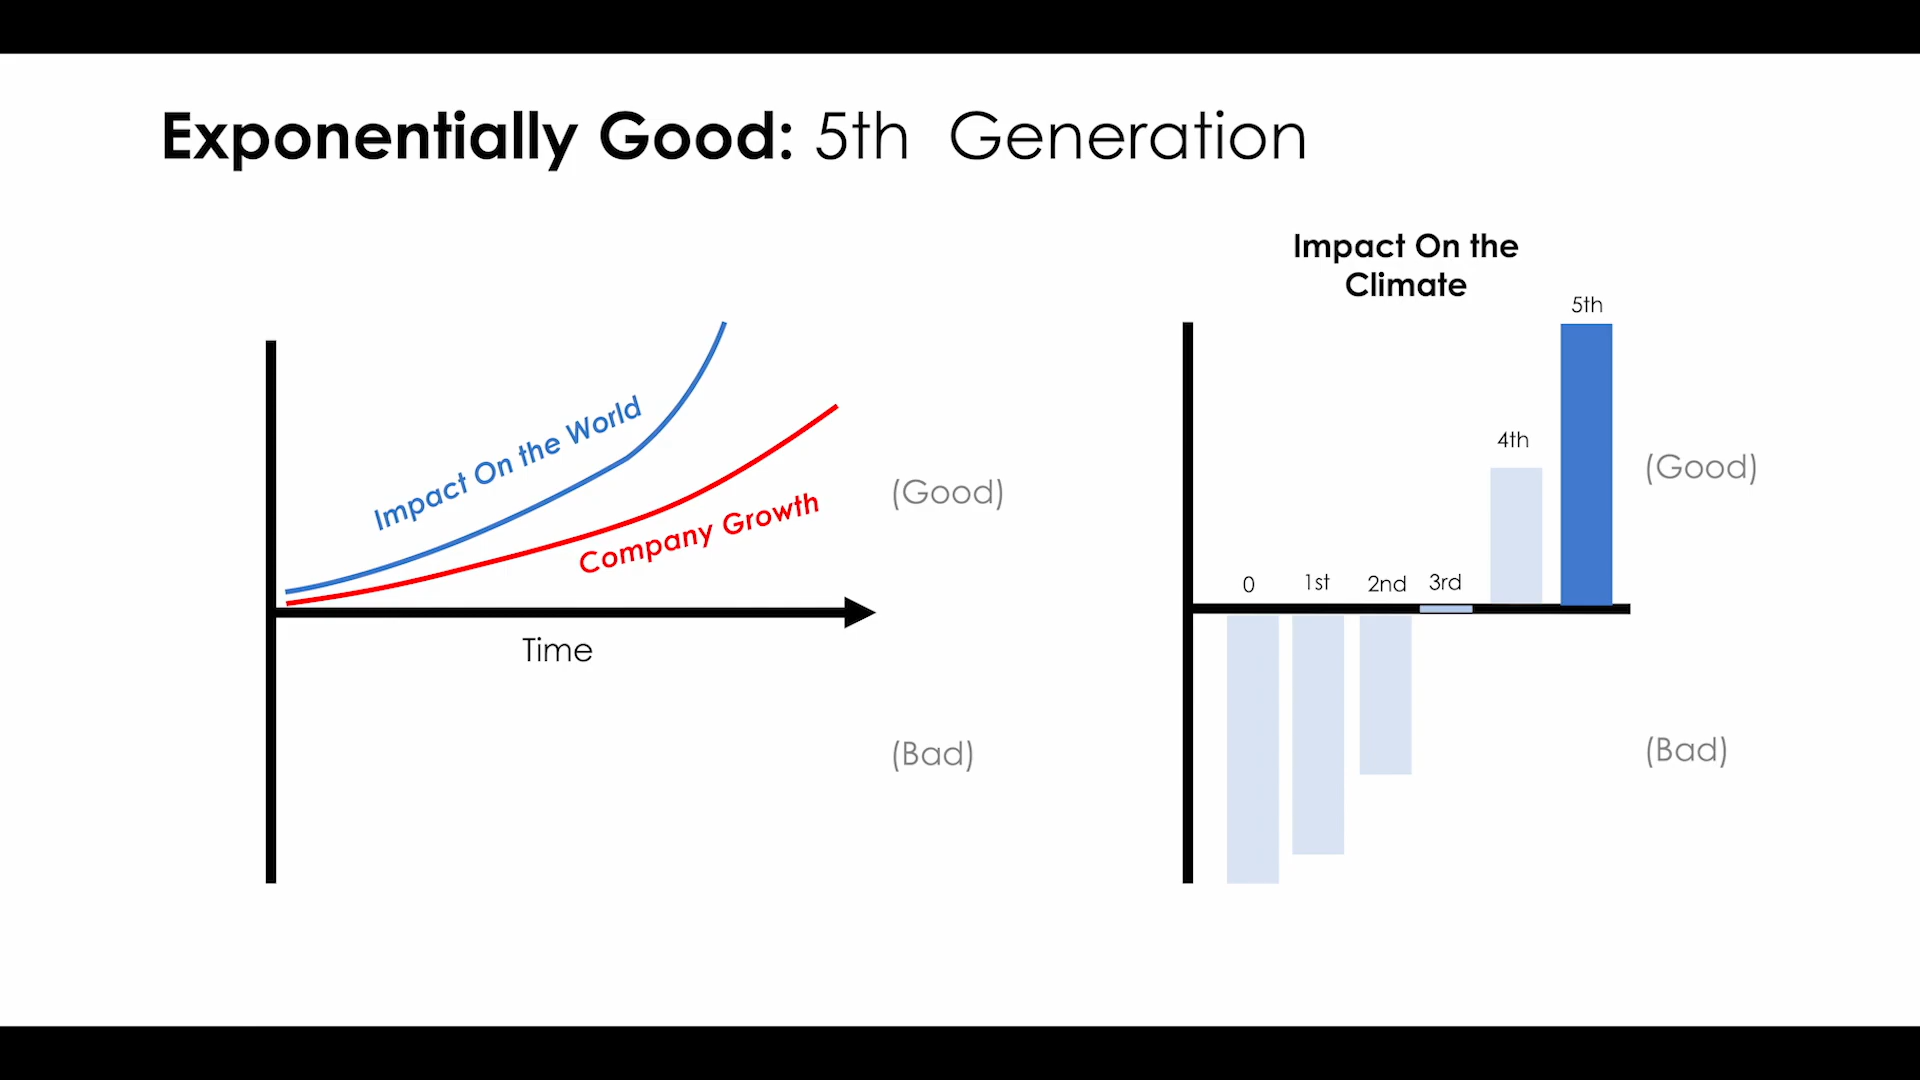 Exponentially Good: 5th Generation
Impact On the World
Company Growth
(Good)
Time
(Bad)
Impact On the
Climate
0
1st
2nd
3rd
4th
5th
(Good)
(Bad)